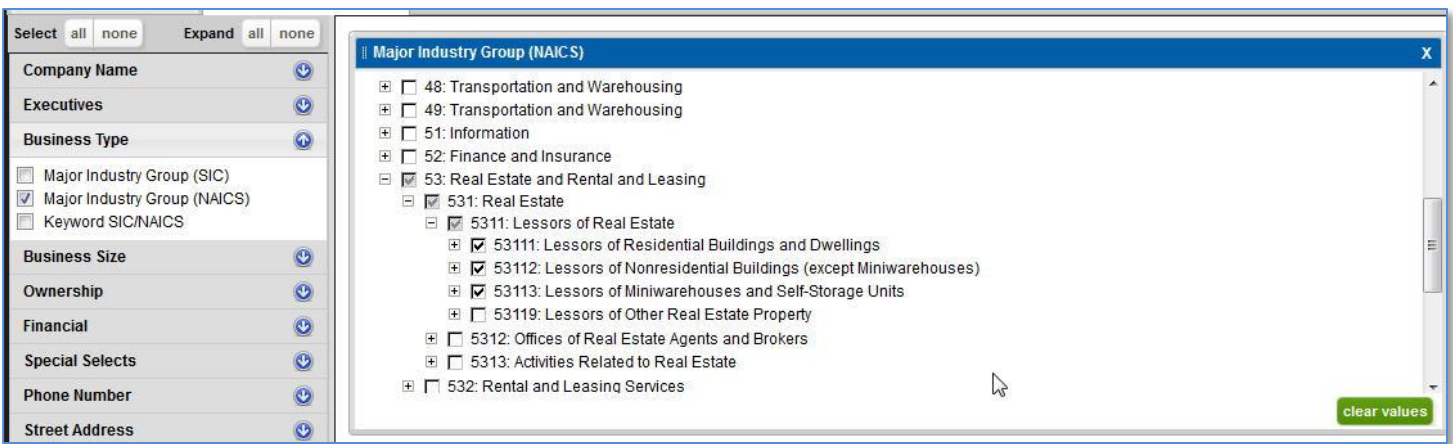 Select all none Expand all none
Company Name
Executives
Business Type
Major Industry Group (SIC)
Major Industry Group (NAICS)
Keyword SIC/NAICS
Business Size
Ownership
Financial
Special Selects
Phone Number
Street Address
Major Industry Group (NAICS) X
48: Transportation and Warehousing
49: Transportation and Warehousing
51: Information
52: Finance and Insurance
53: Real Estate and Rental and Leasing
531: Real Estate
5311: Lessors of Real Estate
53111: Lessors of Residential Buildings and Dwellings
53112: Lessors of Nonresidential Buildings (except Miniwarehouses)
53113: Lessors of Miniwarehouses and Self-Storage Units
53119: Lessors of Other Real Estate Property
5312: Offices of Real Estate Agents and Brokers
5313: Activities Related to Real Estate
532: Rental and Leasing Services
clear values